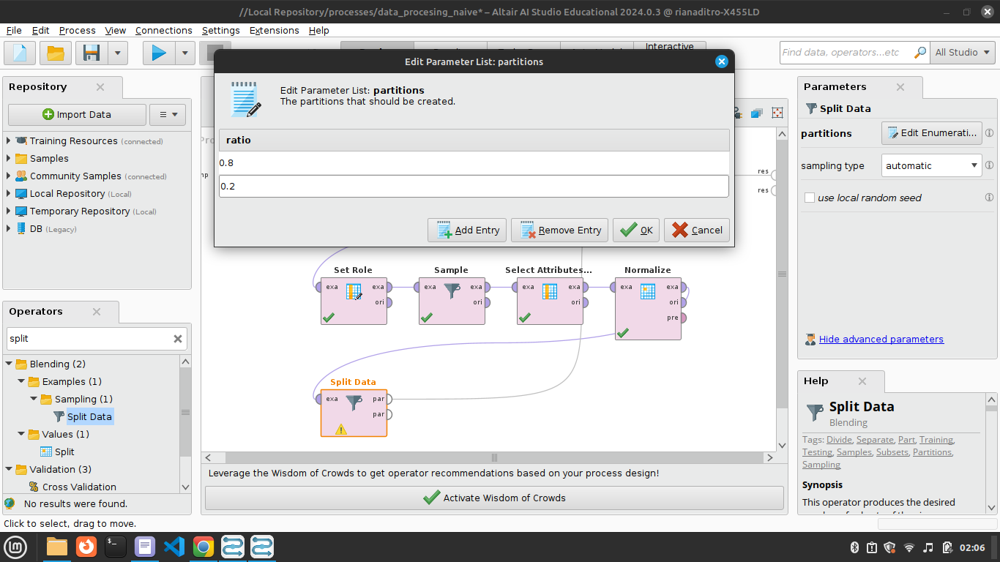 //Local Repository/processes/data_procesing_naive* – Altair AI Studio Educational 2024.0.3 @ rianaditro-X455LD
File Edit Process View Connections Settings Extensions Help
Interactive
Find data, operators...etc
All Studio
Edit Parameter List: partitions
Edit Parameter List: partitions
The partitions that should be created.
ratio
0.8
0.2
Add Entry
Remove Entry
OK
Cancel
Repository
Import Data
Training Resources (connected)
Samples
Community Samples (connected)
Local Repository (Local)
Temporary Repository (Local)
DB (Legacy)
Operators
split
Blending (2)
Examples (1)
Sampling (1)
Split Data
Values (1)
Split
Validation (3)
Cross Validation
No results were found.
res
res
Set Role
exa exa
ori
Sample
exa exa
ori
Select Attributes...
exa exa
ori
Normalize
exa exa
ori
pre
Split Data
exa par
par
Leverage the Wisdom of Crowds to get operator recommendations based on your process design!
Activate Wisdom of Crowds
Parameters
Split Data
partitions
Edit Enumerati...
sampling type
automatic
use local random seed
Hide advanced parameters
Help
Split Data
Blending
Tags: Divide, Separate, Part, Training,
Testing, Samples, Subsets, Partitions,
Sampling
Synopsis
This operator produces the desired
Click to select, drag to move.
02:06